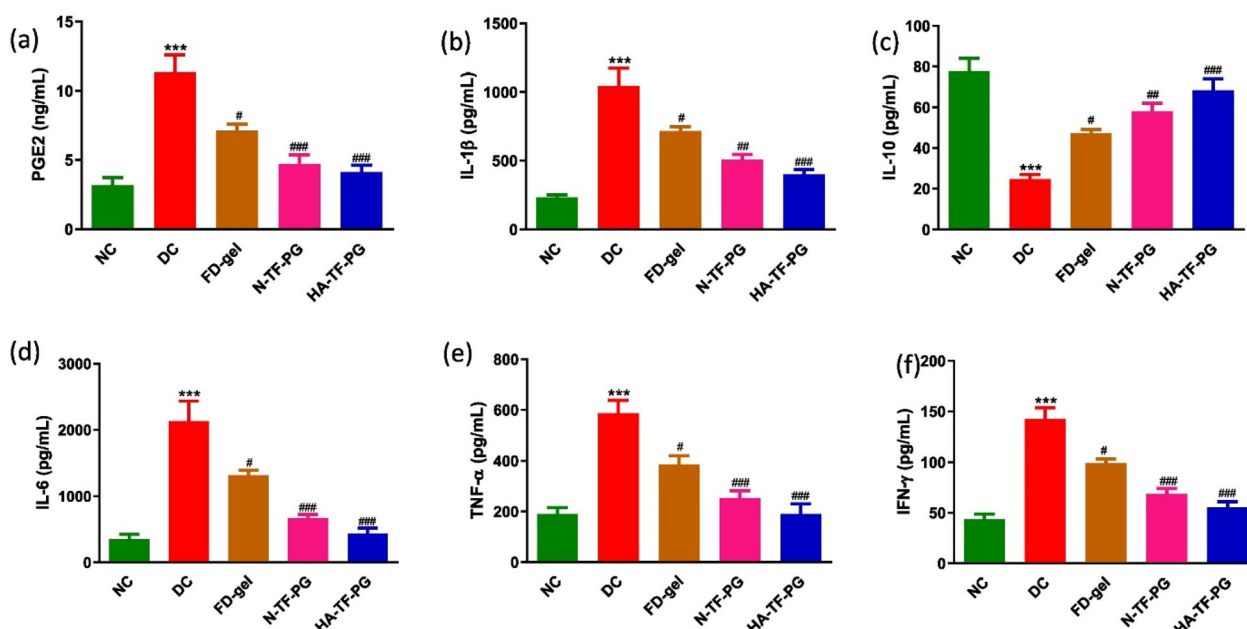 (a)
PGE2 (ng/mL)
15
10
5
0
***
#
###
###
NC
DC
FD-gel
N-TF-PG
HA-TF-PG
(b)
IL-1β (pg/mL)
1500
1000
500
0
***
#
##
###
NC
DC
FD-gel
N-TF-PG
HA-TF-PG
(c)
IL-10 (pg/mL)
100
80
60
40
20
0
***
#
##
###
NC
DC
FD-gel
N-TF-PG
HA-TF-PG
(d)
IL-6 (pg/mL)
3000
2000
1000
0
***
#
###
###
NC
DC
FD-gel
N-TF-PG
HA-TF-PG
(e)
TNF-α (pg/mL)
800
600
400
200
0
***
#
###
###
NC
DC
FD-gel
N-TF-PG
HA-TF-PG
(f)
IFN-γ (pg/mL)
200
150
100
50
0
***
#
###
###
NC
DC
FD-gel
N-TF-PG
HA-TF-PG